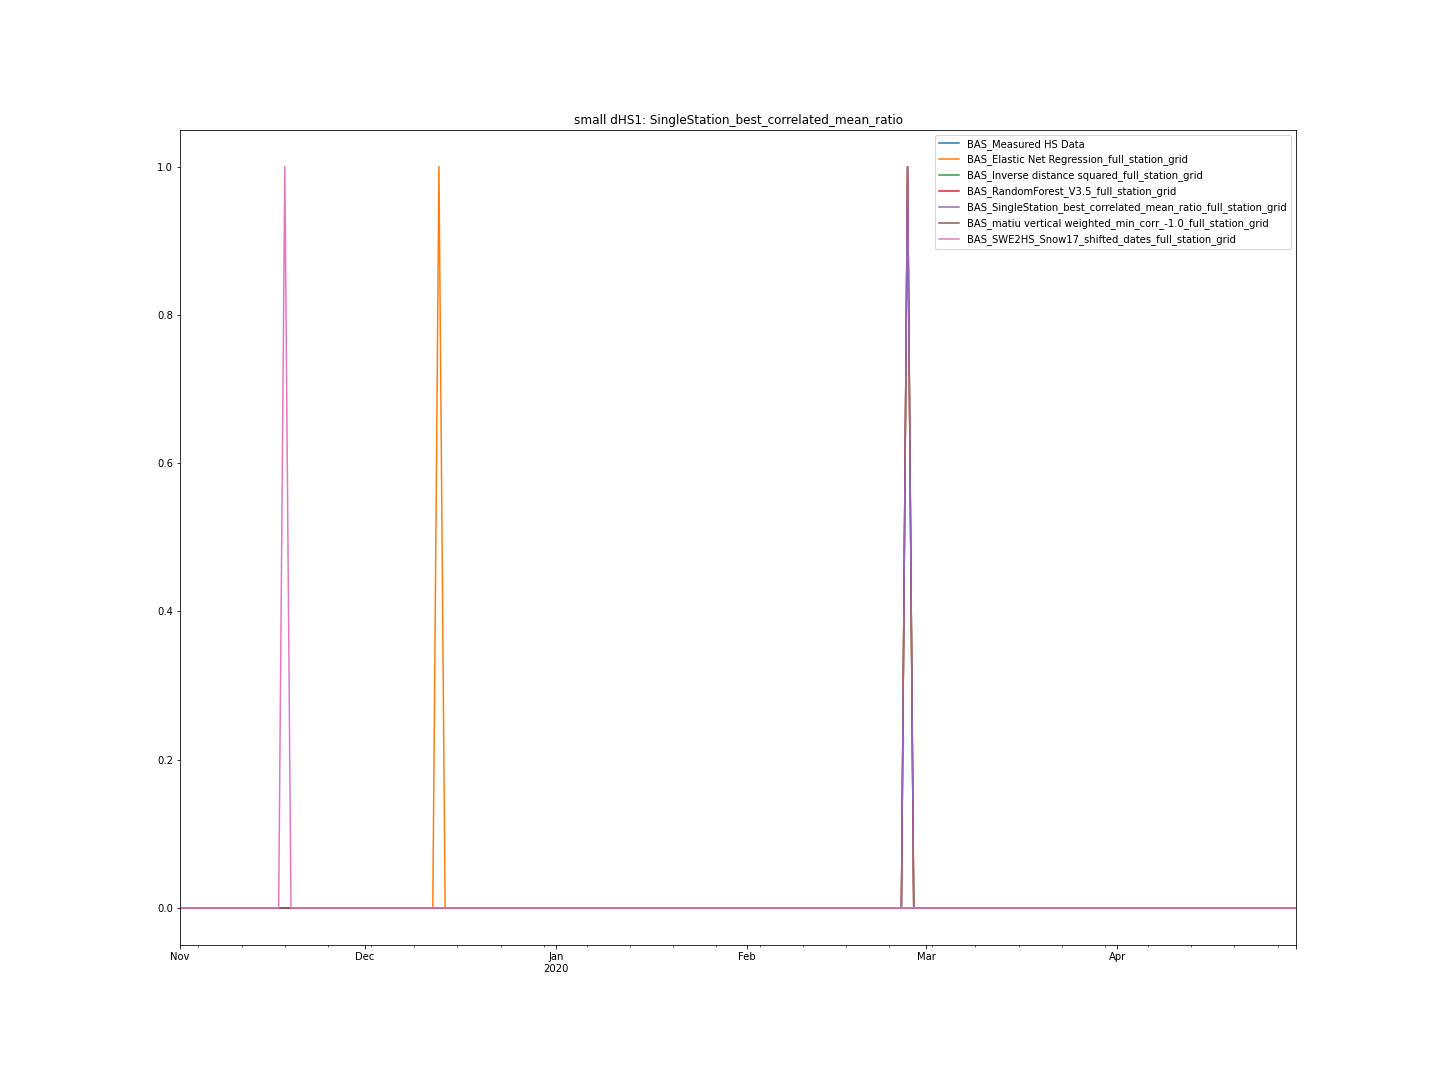 small dHS1: SingleStation_best_correlated_mean_ratio
BAS_Measured HS Data
BAS_Elastic Net Regression_full_station_grid
BAS_Inverse distance squared_full_station_grid
BAS_RandomForest_V3.5_full_station_grid
BAS_SingleStation_best_correlated_mean_ratio_full_station_grid
BAS_matiu vertical weighted_min_corr_-1.0_full_station_grid
BAS_SWE2HS_Snow17_shifted_dates_full_station_grid
1.0
0.8
0.6
0.4
0.2
0.0
Nov Dec Jan Feb Mar Apr
2020